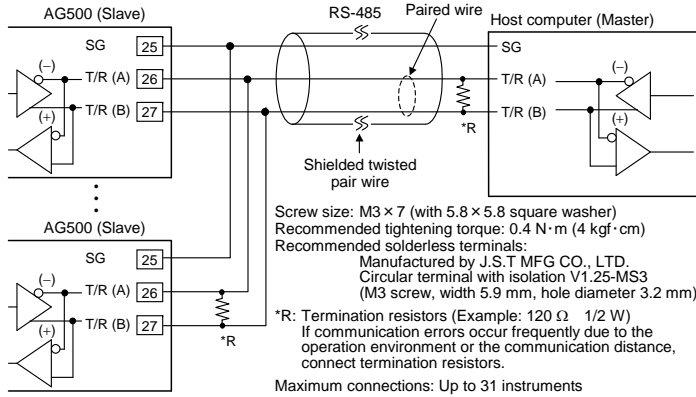 AG500 (Slave)
RS-485
Paired wire
Host computer (Master)
SG 25
SG
(−)
T/R (A) 26
T/R (A)
(−)
T/R (B) 27
T/R (B)
(+)
*R
(+)
Shielded twisted
pair wire
AG500 (Slave)
SG 25
(−)
T/R (A) 26
T/R (B) 27
(+)
*R
Screw size: M3 × 7 (with 5.8 × 5.8 square washer)
Recommended tightening torque: 0.4 N·m (4 kgf·cm)
Recommended solderless terminals:
Manufactured by J.S.T MFG CO., LTD.
Circular terminal with isolation V1.25-MS3
(M3 screw, width 5.9 mm, hole diameter 3.2 mm)
*R: Termination resistors (Example: 120 Ω 1/2 W)
If communication errors occur frequently due to the
operation environment or the communication distance,
connect termination resistors.
Maximum connections: Up to 31 instruments